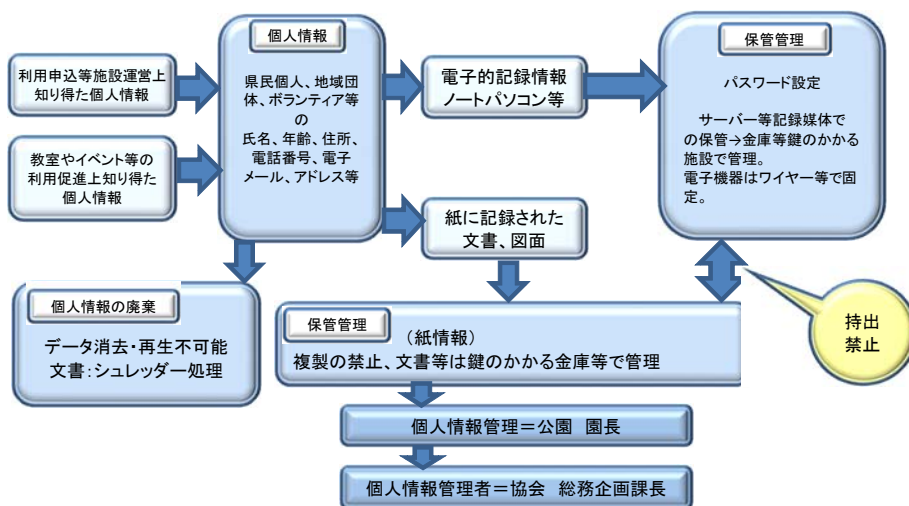 利用申込等施設運営上
知り得た個人情報
教室やイベント等の
利用促進上知り得た
個人情報
個人情報
県民個人、地域団
体、ボランティア等
の
氏名、年齢、住所、
電話番号、電子
メール、アドレス等
電子的記録情報
ノートパソコン等
紙に記録された
文書、図面
保管管理
パスワード設定
サーバー等記録媒体で
の保管→金庫等鍵のかかる
施設で管理。
電子機器はワイヤー等で固
定。
持出
禁止
個人情報の廃棄
データ消去・再生不可能
文書：シュレッダー処理
保管管理
（紙情報）
複製の禁止、文書等は鍵のかかる金庫等で管理
個人情報管理＝公園　園長
個人情報管理者＝協会　総務企画課長